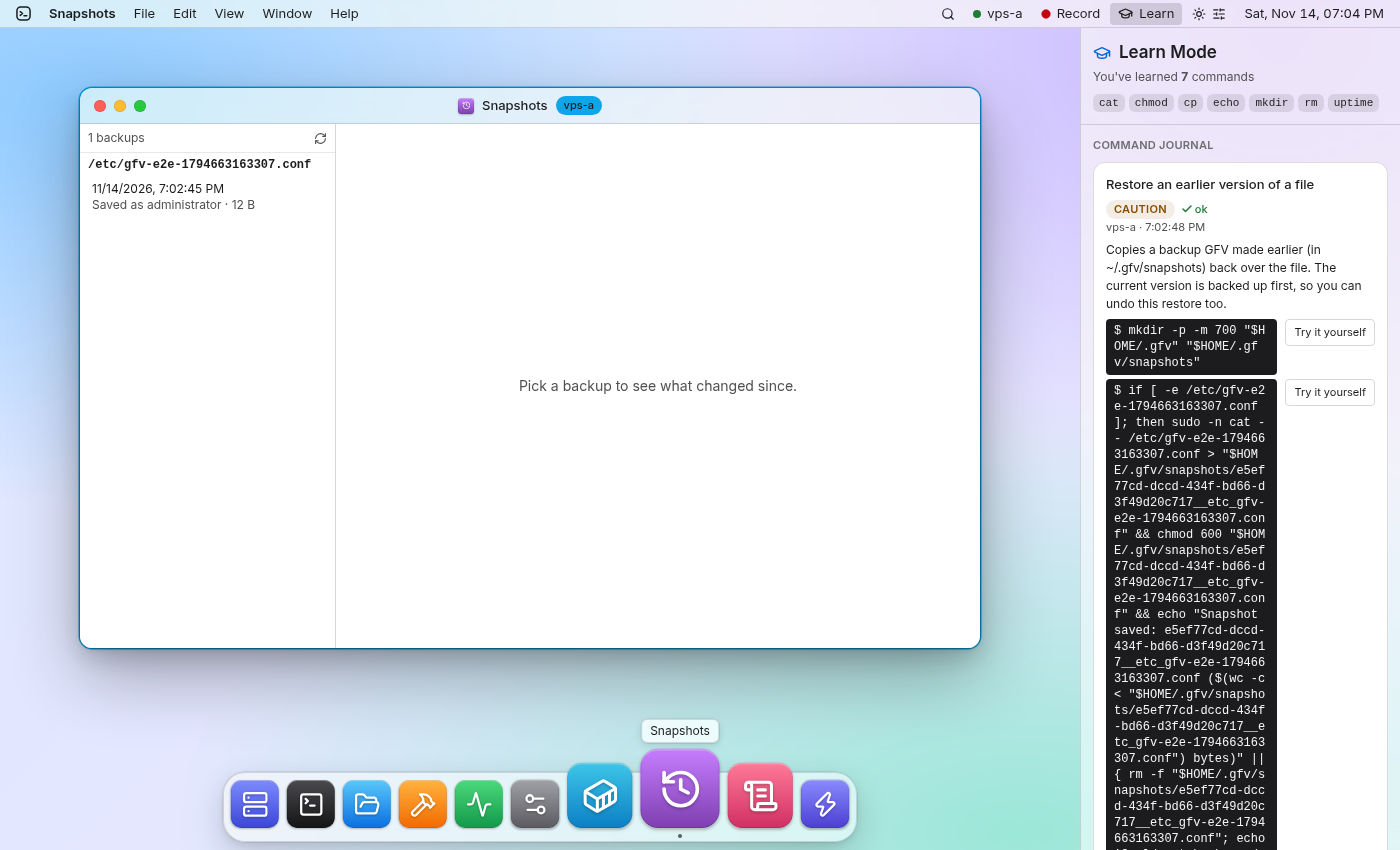 Snapshots File Edit View Window Help vps-a Record Learn Sat, Nov 14, 07:04 PM
Snapshots vps-a
1 backups
/etc/gfv-e2e-1794663163307.conf
11/14/2026, 7:02:45 PM
Saved as administrator · 12 B
Pick a backup to see what changed since.
Snapshots
Learn Mode
You've learned 7 commands
cat chmod cp echo mkdir rm uptime
COMMAND JOURNAL
Restore an earlier version of a file
CAUTION ok
vps-a · 7:02:48 PM
Copies a backup GFV made earlier (in
~/.gfv/snapshots) back over the file. The
current version is backed up first, so you can
undo this restore too.
$ mkdir -p -m 700 "$H
OME/.gfv" "$HOME/.gf
v/snapshots"
Try it yourself
$ if [ -e /etc/gfv-e2
e-1794663163307.conf
]; then sudo -n cat -
- /etc/gfv-e2e-179466
3163307.conf > "$HOM
E/.gfv/snapshots/e5ef
77cd-dccd-434f-bd66-d
3f49d20c717__etc_gfv-
e2e-1794663163307.con
f" && chmod 600 "$HOM
E/.gfv/snapshots/e5ef
77cd-dccd-434f-bd66-d
3f49d20c717__etc_gfv-
e2e-1794663163307.con
f" && echo "Snapshot
saved: e5ef77cd-dccd-
434f-bd66-d3f49d20c71
7__etc_gfv-e2e-179466
3163307.conf ($(wc -c
< "$HOME/.gfv/snapsho
ts/e5ef77cd-dccd-434f
-bd66-d3f49d20c717__e
tc_gfv-e2e-1794663163
307.conf") bytes)" ||
{ rm -f "$HOME/.gfv/s
napshots/e5ef77cd-dcc
d-434f-bd66-d3f49d20c
717__etc_gfv-e2e-1794
663163307.conf"; echo
Try it yourself